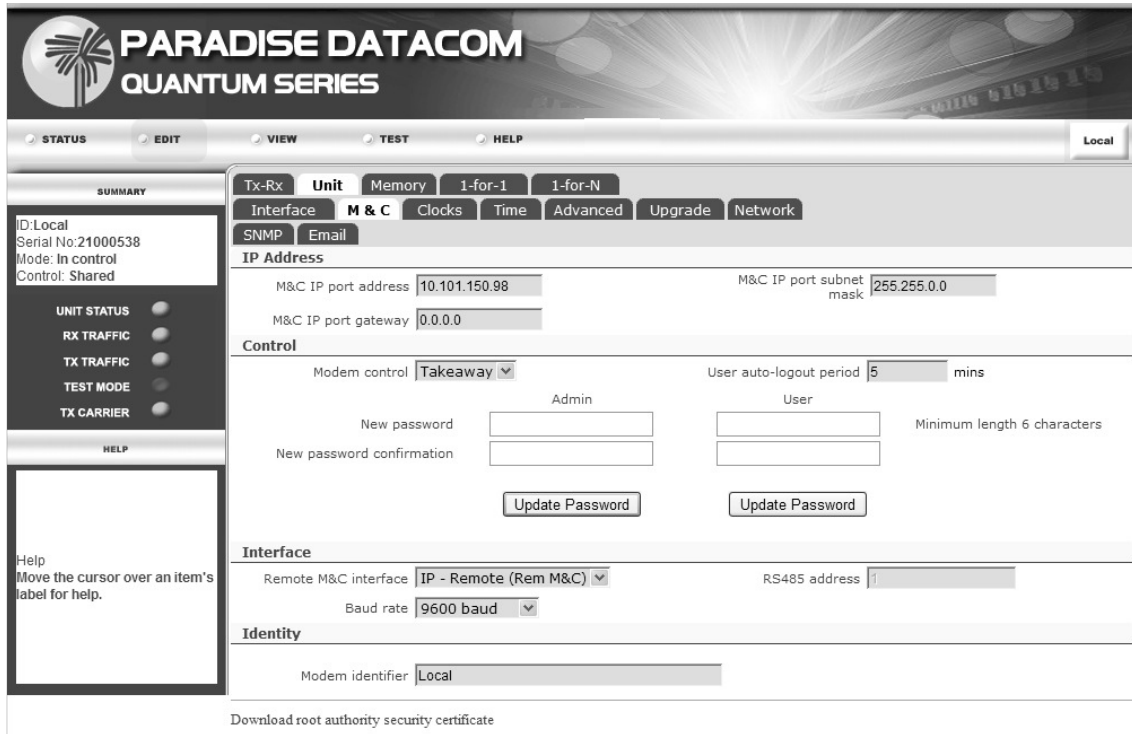 PARADISE DATACOM
QUANTUM SERIES
STATUS EDIT VIEW TEST HELP Local
SUMMARY
ID:Local
Serial No:21000538
Mode: In control
Control: Shared
UNIT STATUS
RX TRAFFIC
TX TRAFFIC
TEST MODE
TX CARRIER
HELP
Help
Move the cursor over an item's
label for help.
Tx-Rx Unit Memory 1-for-1 1-for-N
Interface M & C Clocks Time Advanced Upgrade Network
SNMP Email
IP Address
M&C IP port address 10.101.150.98 M&C IP port subnet mask 255.255.0.0
M&C IP port gateway 0.0.0.0
Control
Modem control Takeaway User auto-logout period 5 mins
Admin User
New password Minimum length 6 characters
New password confirmation
Update Password Update Password
Interface
Remote M&C interface IP - Remote (Rem M&C) RS485 address 1
Baud rate 9600 baud
Identity
Modem identifier Local
Download root authority security certificate